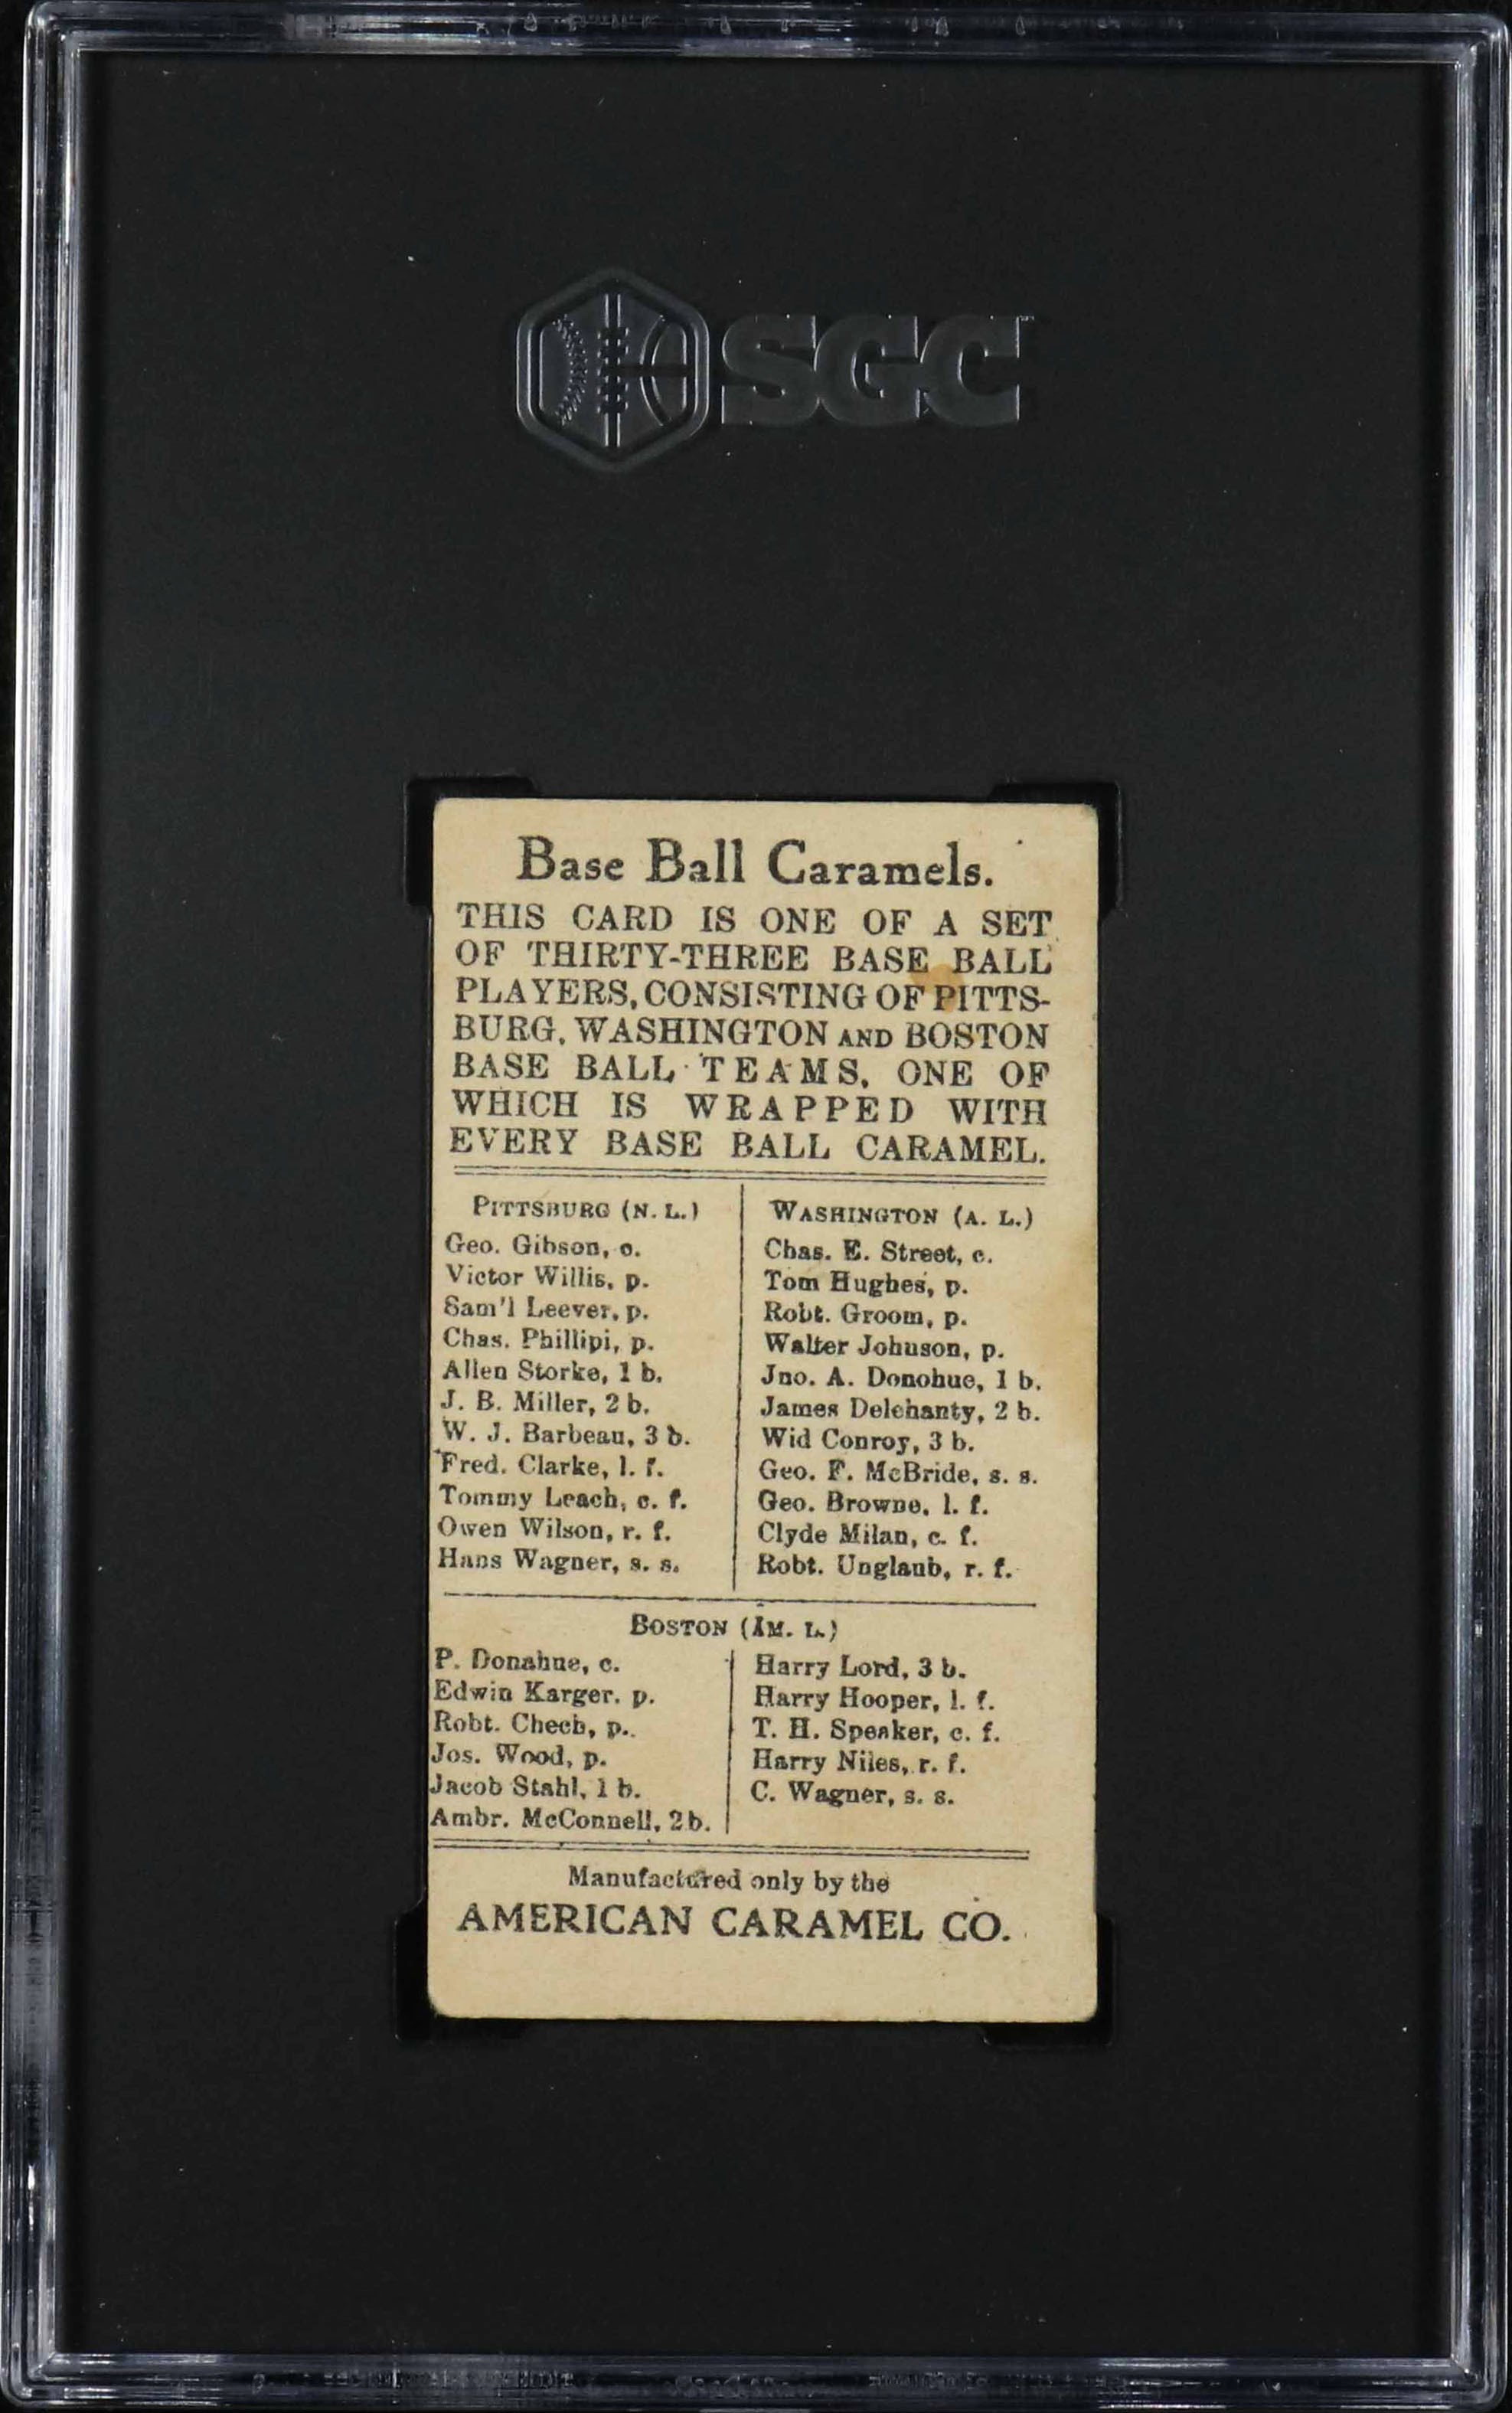 SGC
Base Ball Caramels.
THIS CARD IS ONE OF A SET
OF THIRTY-THREE BASE BALL
PLAYERS, CONSISTING OF PITTS-
BURG, WASHINGTON AND BOSTON
BASE BALL TEAMS, ONE OF
WHICH IS WRAPPED WITH
EVERY BASE BALL CARAMEL.
PITTSBURG (N. L.)
Geo. Gibson, c.
Victor Willis, p.
Sam'l Leever, p.
Chas. Phillipi, p.
Allen Storke, 1 b.
J. B. Miller, 2 b.
W. J. Barbeau, 3 b.
Fred. Clarke, l. f.
Tommy Leach, c. f.
Owen Wilson, r. f.
Hans Wagner, s. s.
WASHINGTON (A. L.)
Chas. E. Street, c.
Tom Hughes, p.
Robt. Groom, p.
Walter Johnson, p.
Jno. A. Donohue, 1 b.
James Delehanty, 2 b.
Wid Conroy, 3 b.
Geo. F. McBride, s. s.
Geo. Browne, l. f.
Clyde Milan, c. f.
Robt. Unglaub, r. f.
BOSTON (AM. L.)
P. Donahue, c.
Edwin Karger, p.
Robt. Chech, p.
Jos. Wood, p.
Jacob Stahl, 1 b.
Ambr. McConnell, 2 b.
Harry Lord, 3 b.
Harry Hooper, l. f.
T. H. Speaker, c. f.
Harry Niles, r. f.
C. Wagner, s. s.
Manufactured only by the
AMERICAN CARAMEL CO.